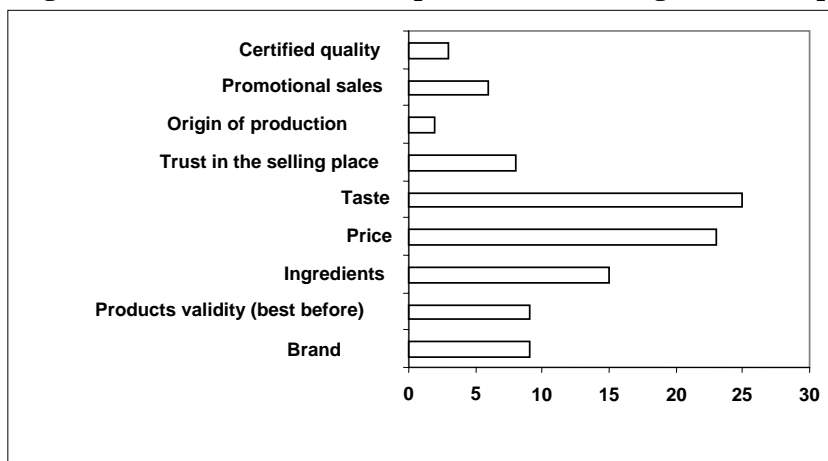 Certified quality
Promotional sales
Origin of production
Trust in the selling place
Taste
Price
Ingredients
Products validity (best before)
Brand
0 5 10 15 20 25 30